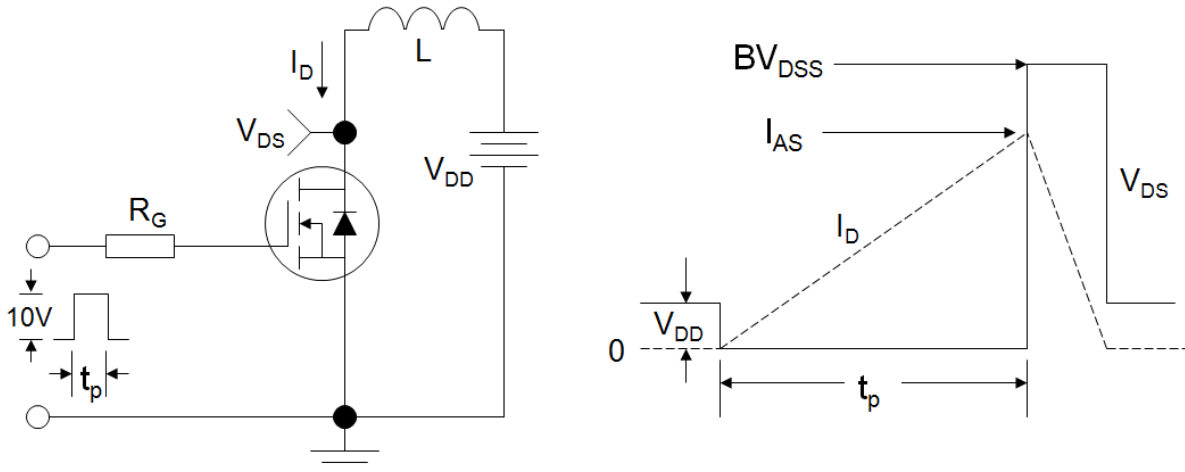 L
I_D
V_DS
V_DD
R_G
10V
t_p
BV_DSS
I_AS
V_DS
I_D
V_DD
0
t_p